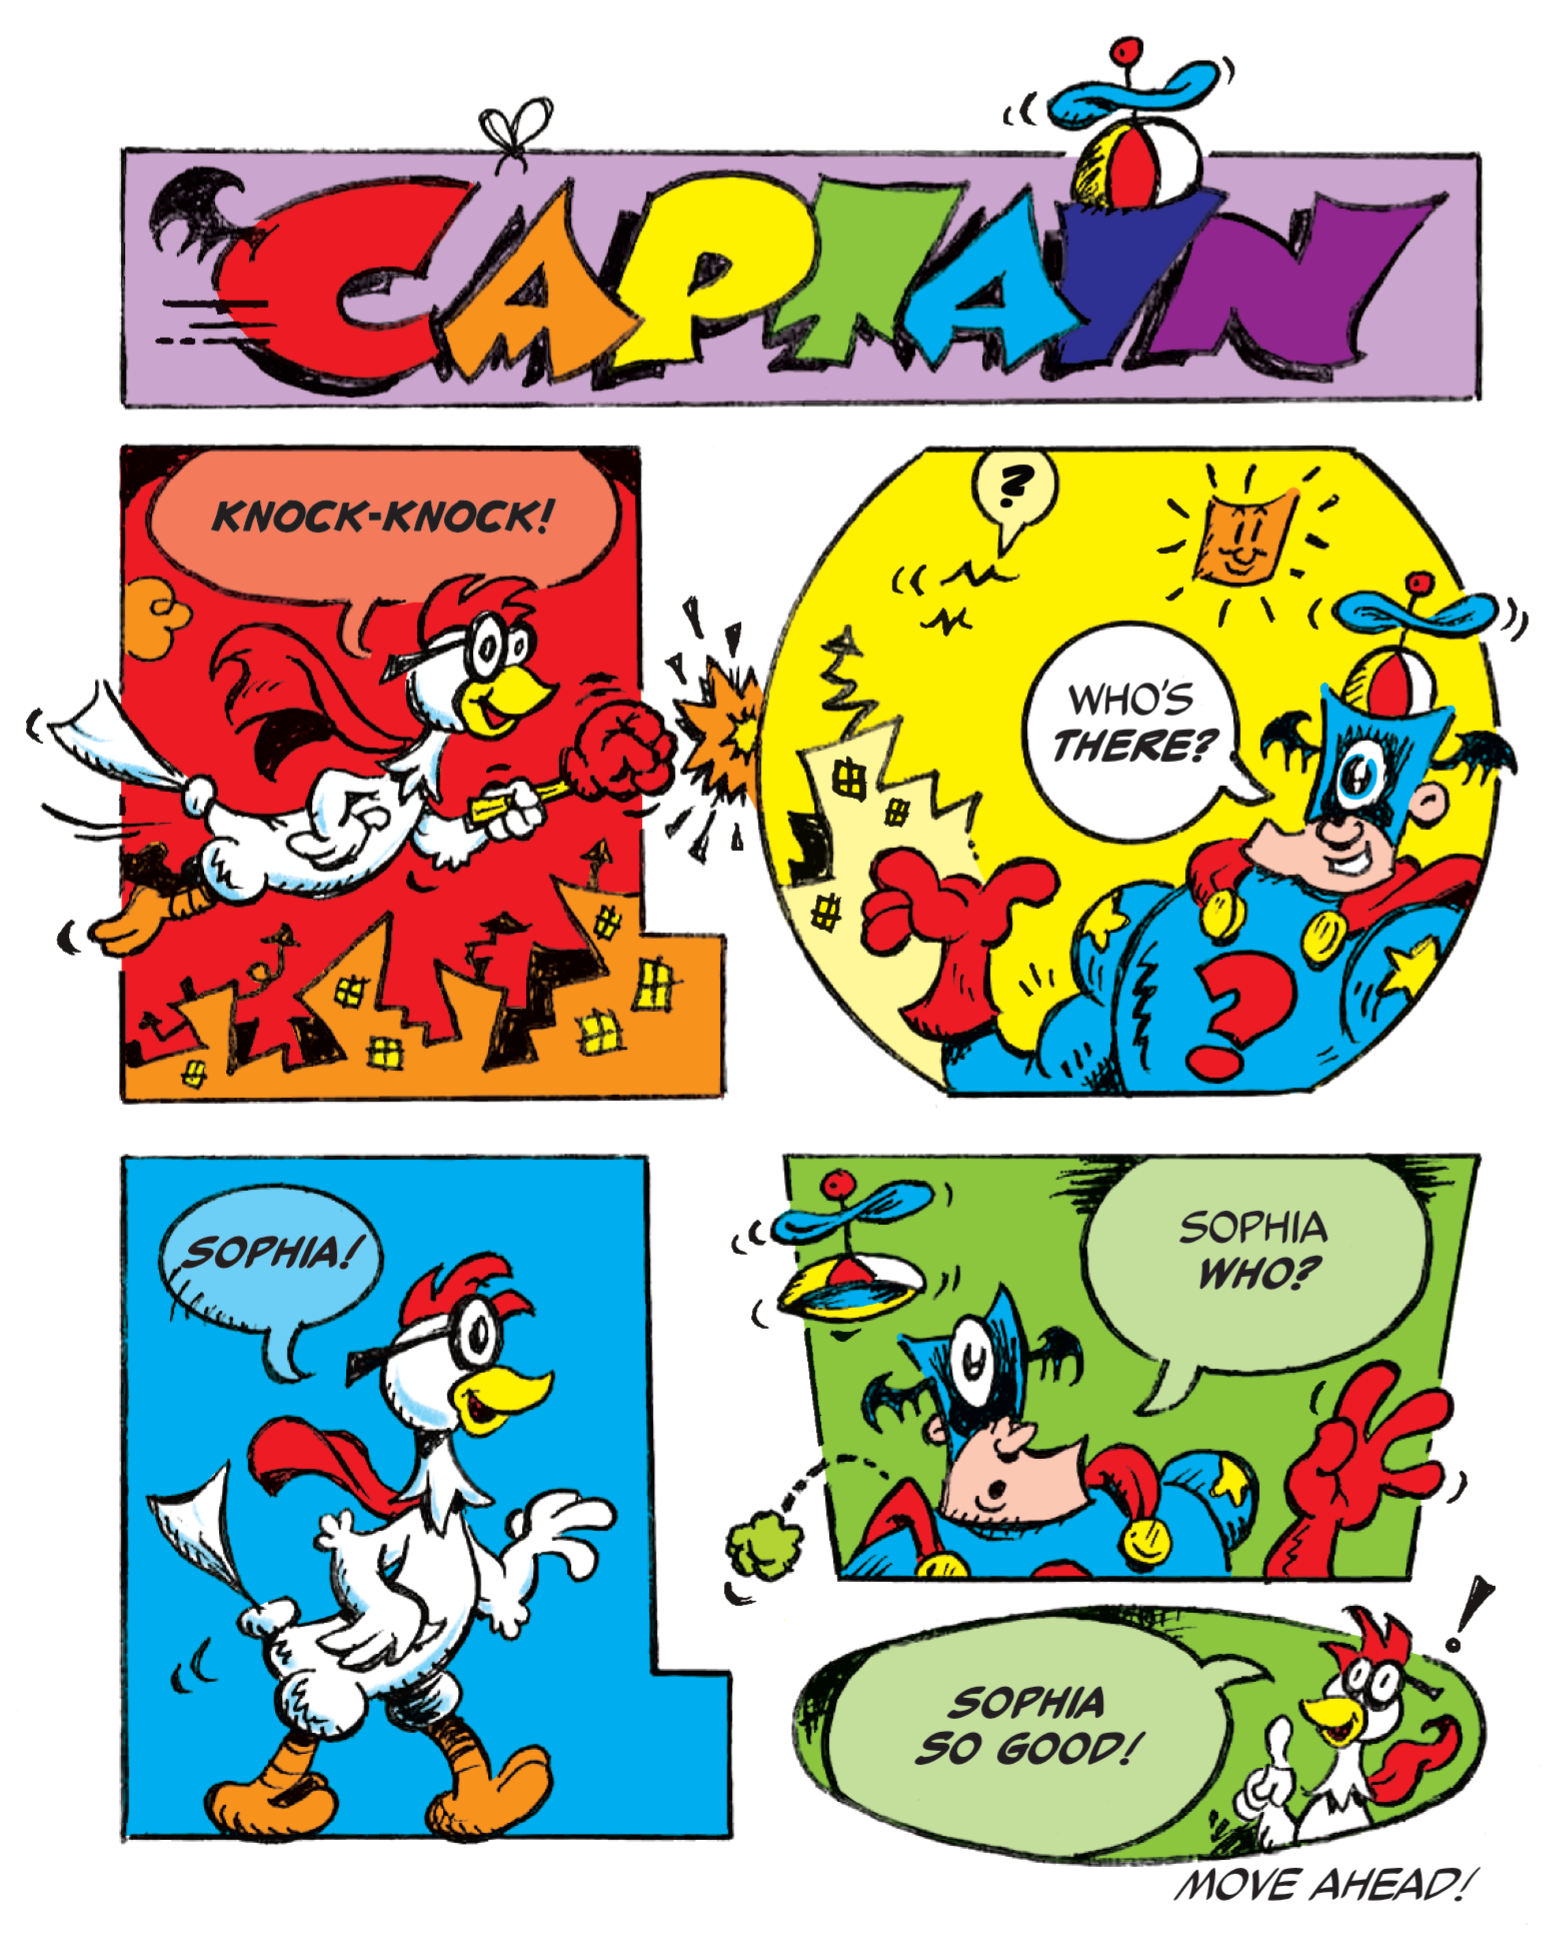 CAPTAIN
KNOCK-KNOCK!
?
WHO'S
THERE?
?
SOPHIA!
SOPHIA
WHO?
SOPHIA
SO GOOD!
!
MOVE AHEAD!